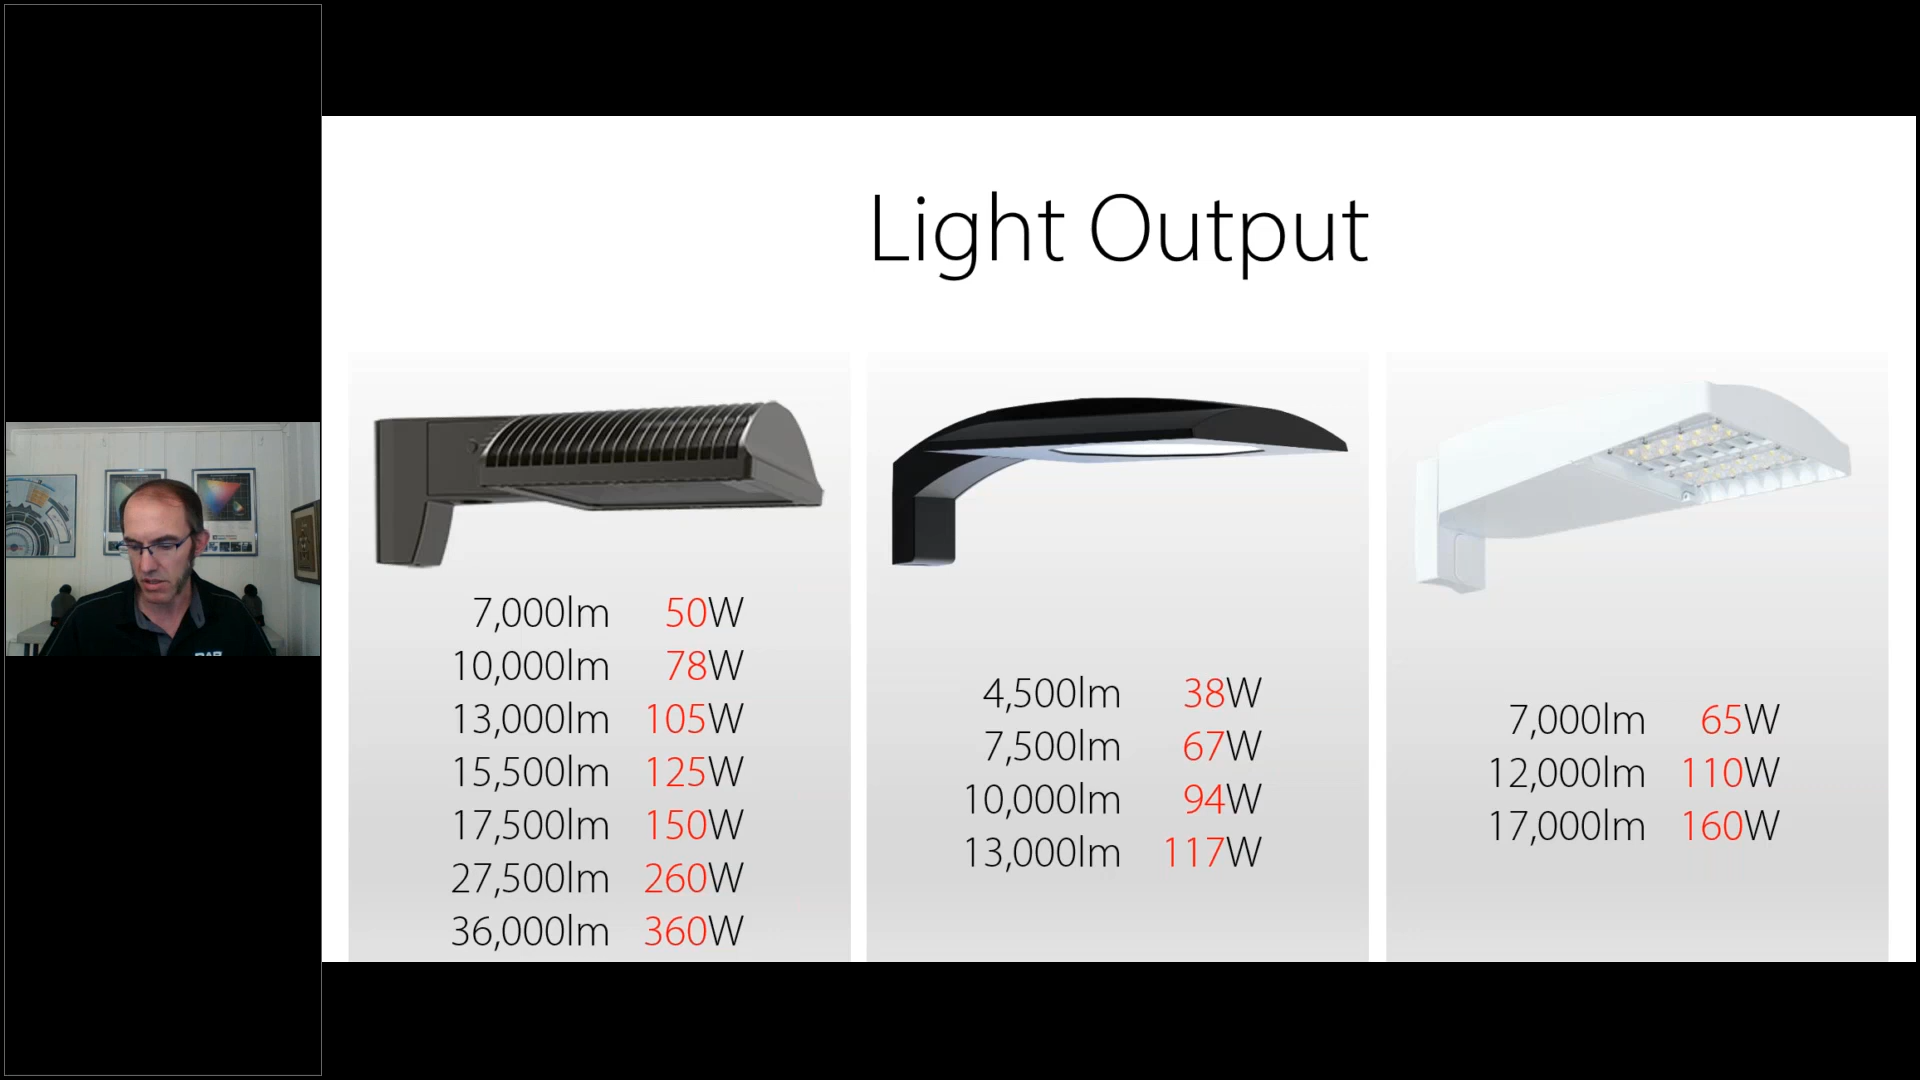 Light Output
7,000lm 50W
10,000lm 78W
13,000lm 105W
15,500lm 125W
17,500lm 150W
27,500lm 260W
36,000lm 360W
4,500lm 38W
7,500lm 67W
10,000lm 94W
13,000lm 117W
7,000lm 65W
12,000lm 110W
17,000lm 160W